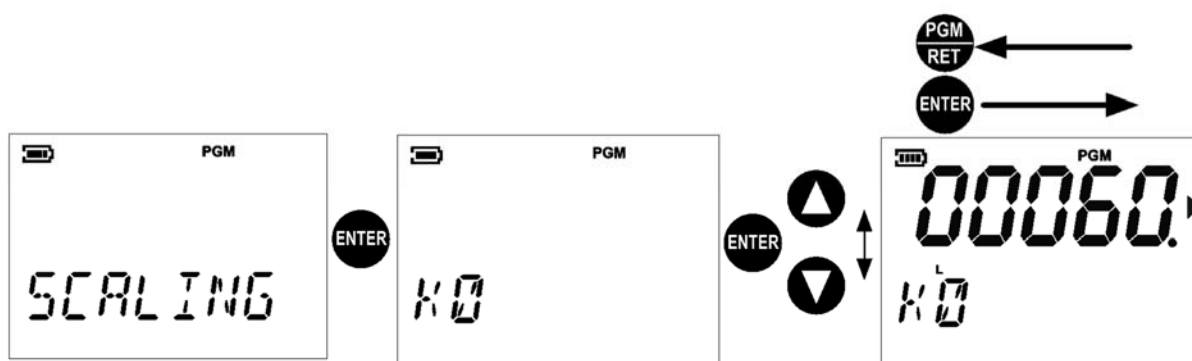 PGM
RET
ENTER
PGM
SCALING
ENTER
PGM
K0
ENTER
PGM
00060.
L
K0